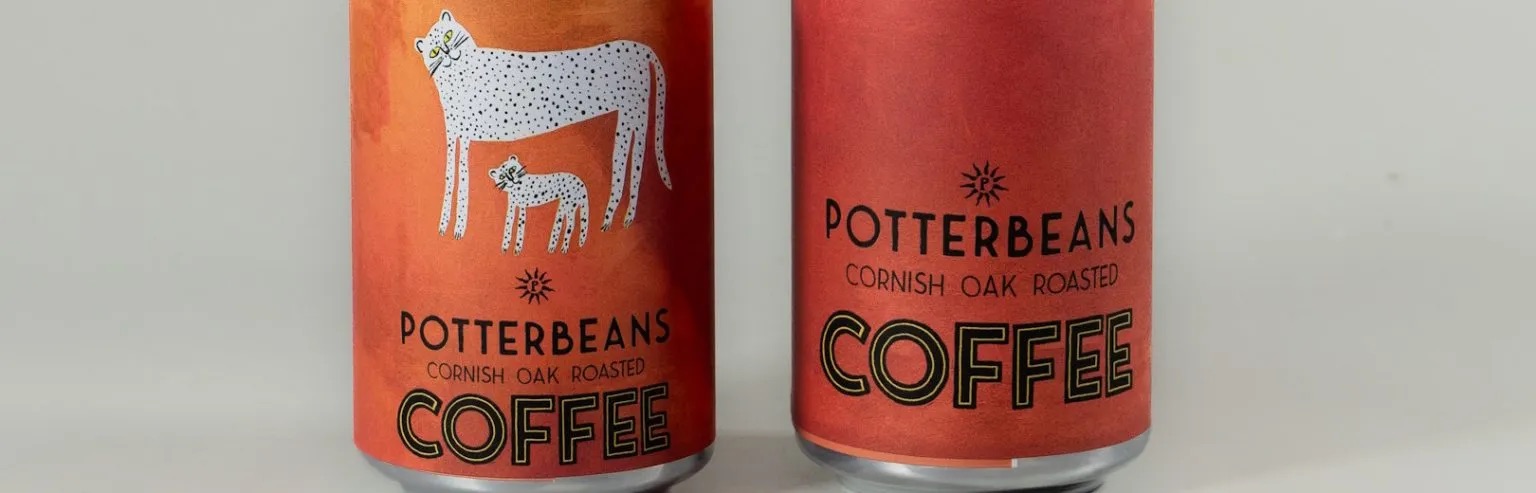 P
POTTERBEANS
CORNISH OAK ROASTED
COFFEE
P
POTTERBEANS
CORNISH OAK ROASTED
COFFEE